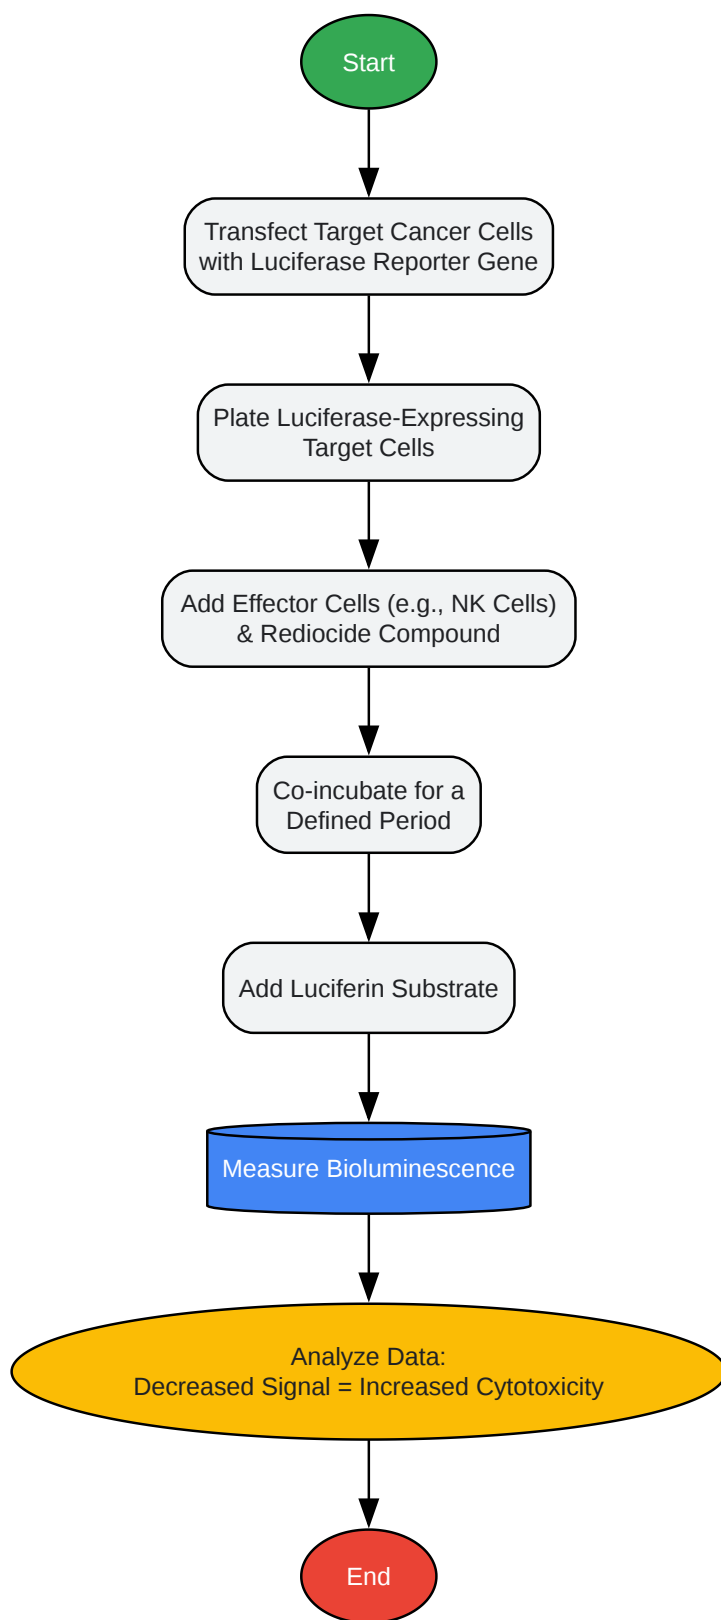 Start
Transfect Target Cancer Cells
with Luciferase Reporter Gene
Plate Luciferase-Expressing
Target Cells
Add Effector Cells (e.g., NK Cells)
& Rediocide Compound
Co-incubate for a
Defined Period
Add Luciferin Substrate
Measure Bioluminescence
Analyze Data:
Decreased Signal = Increased Cytotoxicity
End